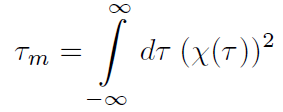 τ_m = ∫_{-∞}^{∞} dτ (χ(τ))²